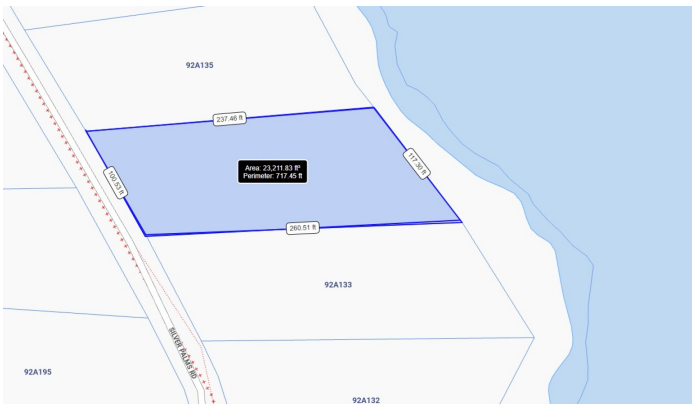 92A135
237.46 ft
Area: 23,211.83 ft²
Perimeter: 717.45 ft
117.30 ft
100.53 ft
260.51 ft
92A133
SILVER PALMS RD
92A195
92A132